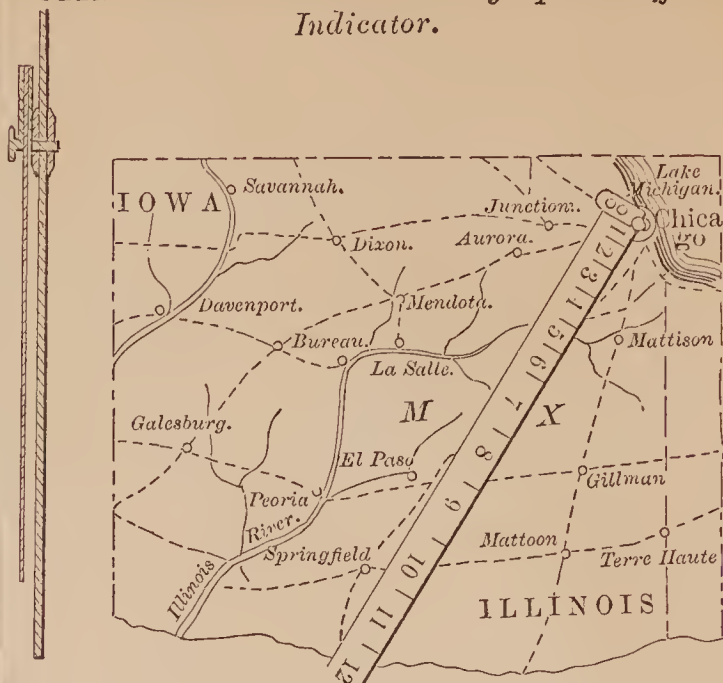 Indicator.
Lake
Michigan.
Savannah.
IOWA
Junction.
Chica
go
Dixon.
Aurora.
Davenport.
Mendota.
Bureau.
Mattison
La Salle.
M
X
Galesburg.
El Paso
Gillman
Peoria
River.
Mattoon
Springfield
Terre Haute
Illinois
ILLINOIS
1
2
3
4
5
6
7
8
9
10
11
12